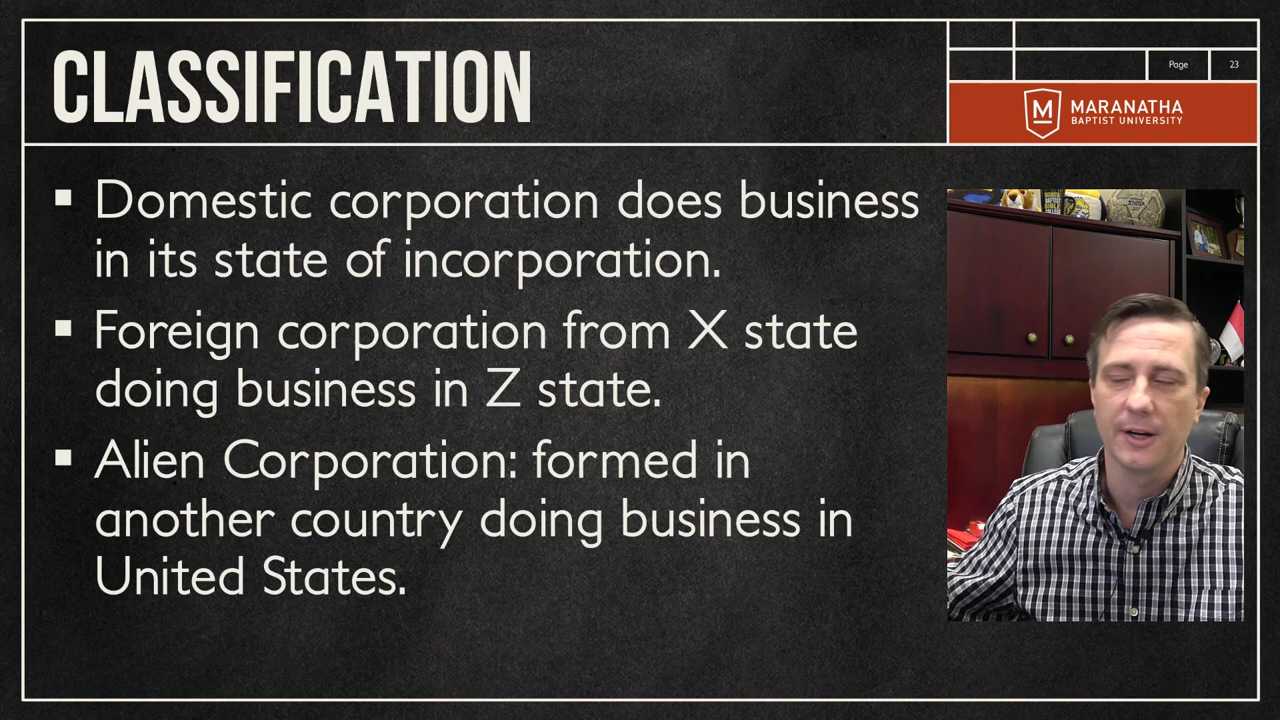 CLASSIFICATION
Page 23
M MARANATHA
BAPTIST UNIVERSITY
▪ Domestic corporation does business
in its state of incorporation.
▪ Foreign corporation from X state
doing business in Z state.
▪ Alien Corporation: formed in
another country doing business in
United States.